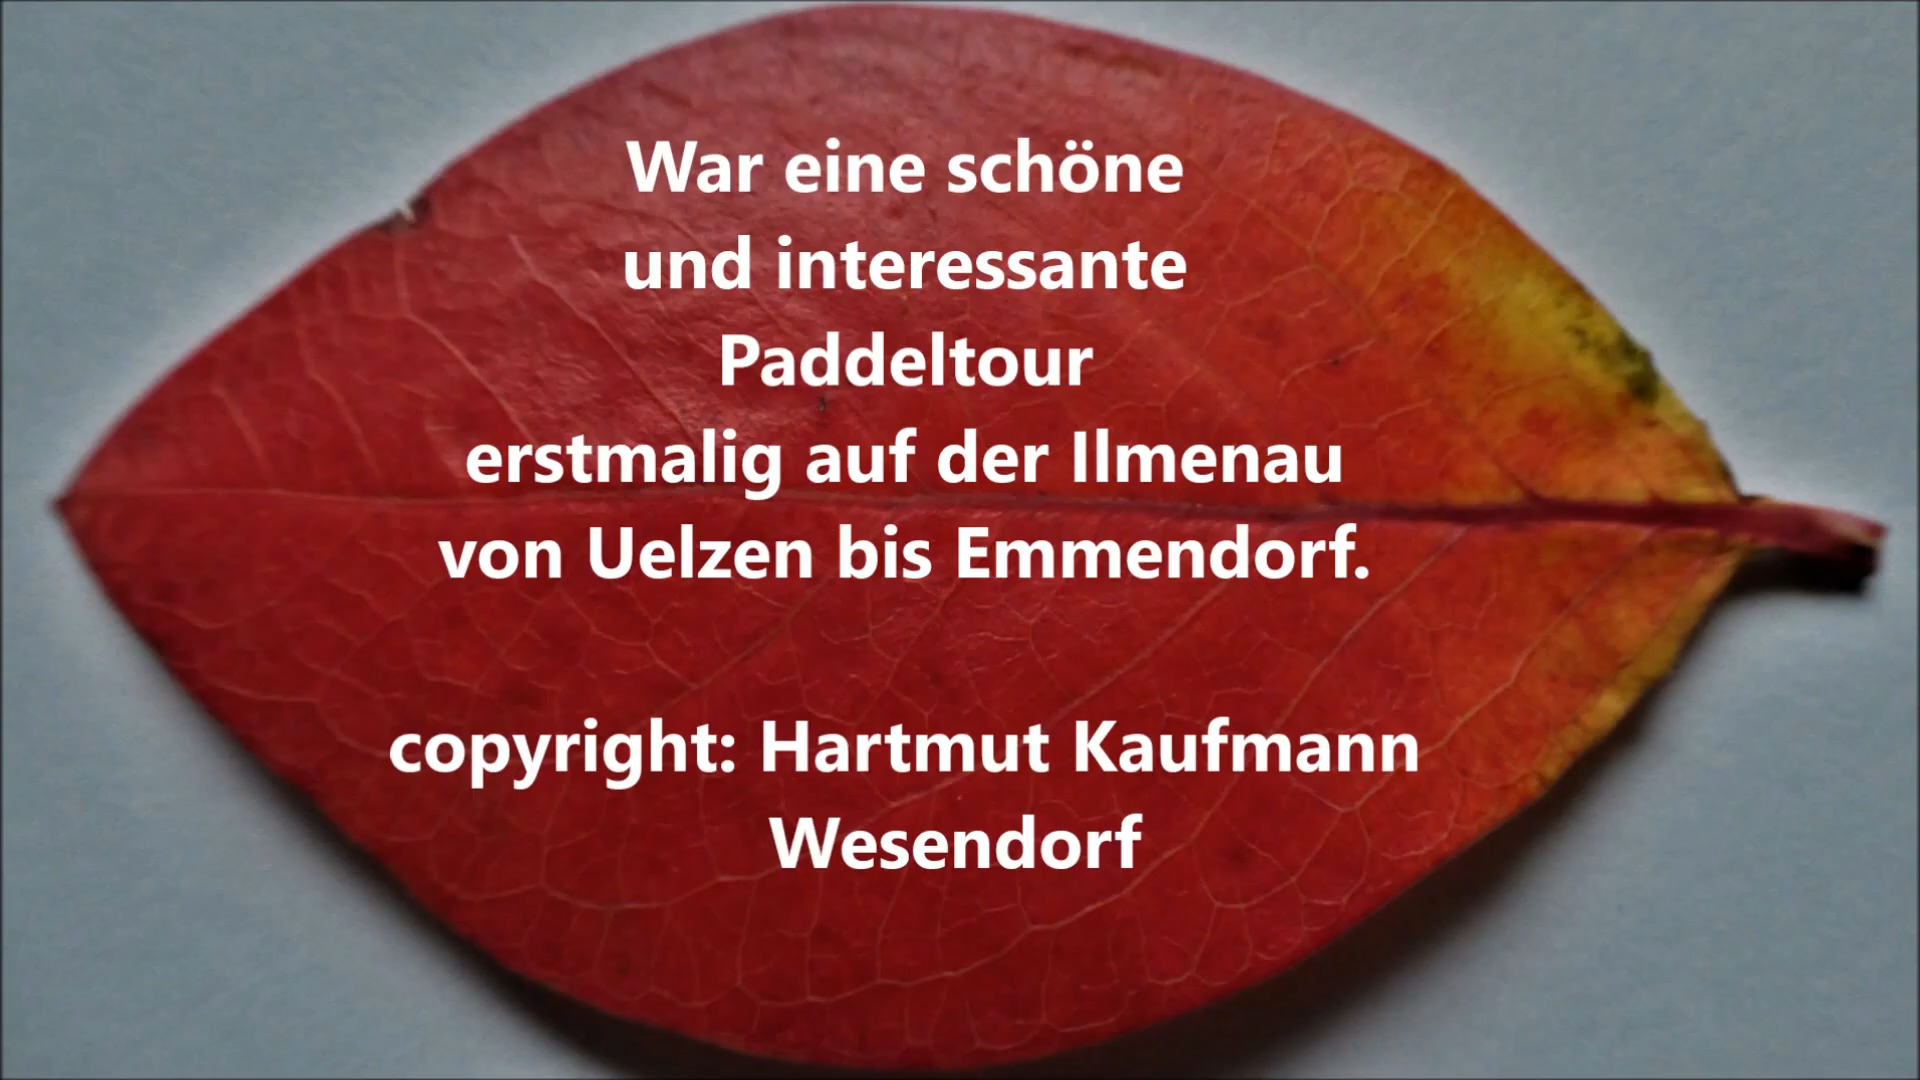 War eine schöne
und interessante
Paddeltour
erstmalig auf der Ilmenau
von Uelzen bis Emmendorf.
copyright: Hartmut Kaufmann
Wesendorf